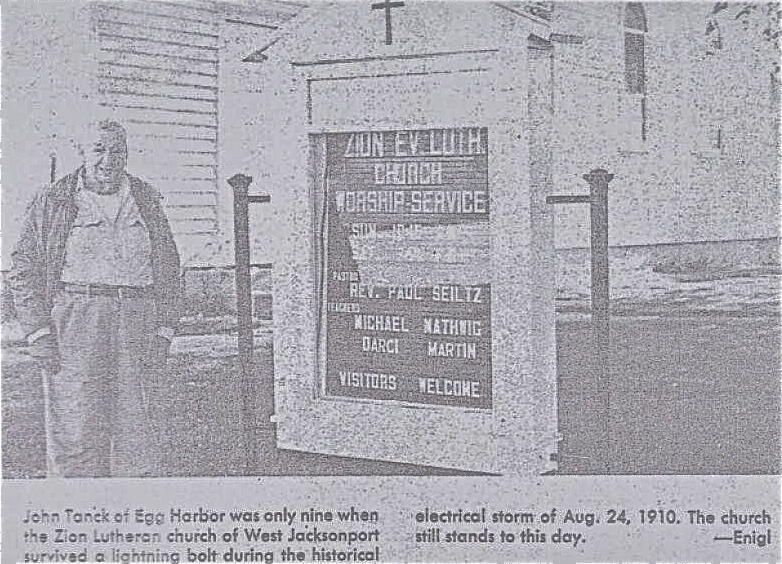 ZION EV LUTH
CHURCH
WORSHIP SERVICE
SUN.
PASTOR
REV. PAUL SEILTZ
TEACHERS
MICHAEL MATHWIG
DARCI MARTIN
VISITORS WELCOME
John Tanck of Egg Harbor was only nine when
the Zion Lutheran church of West Jacksonport
survived a lightning bolt during the historical
electrical storm of Aug. 24, 1910. The church
still stands to this day. —Enigl